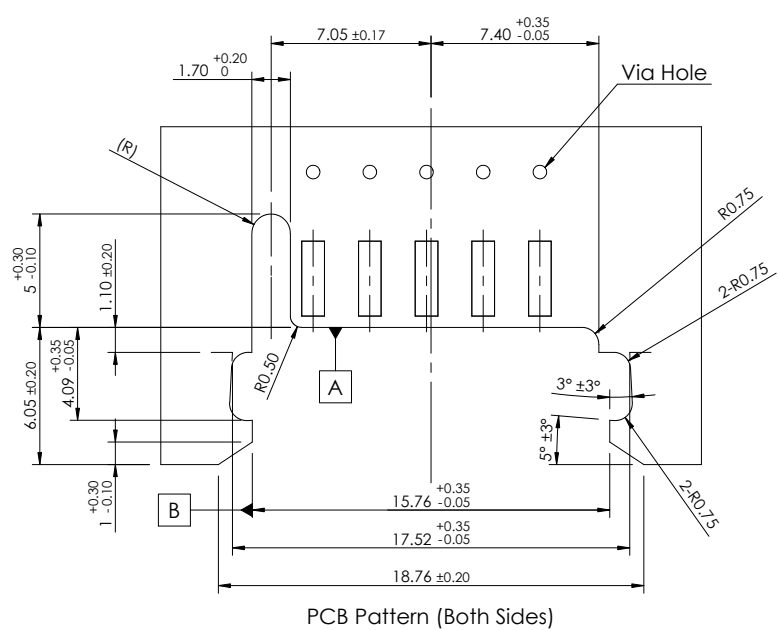 7.05 ±0.17
7.40 +0.35 -0.05
1.70 +0.20 0
Via Hole
(R)
R0.75
5 +0.30 -0.10
1.10 ±0.20
2-R0.75
R0.50
A
3° ±3°
6.05 ±0.20
4.09 +0.35 -0.05
5° ±3°
1 +0.30 -0.10
B
15.76 +0.35 -0.05
2-R0.75
17.52 +0.35 -0.05
18.76 ±0.20
PCB Pattern (Both Sides)